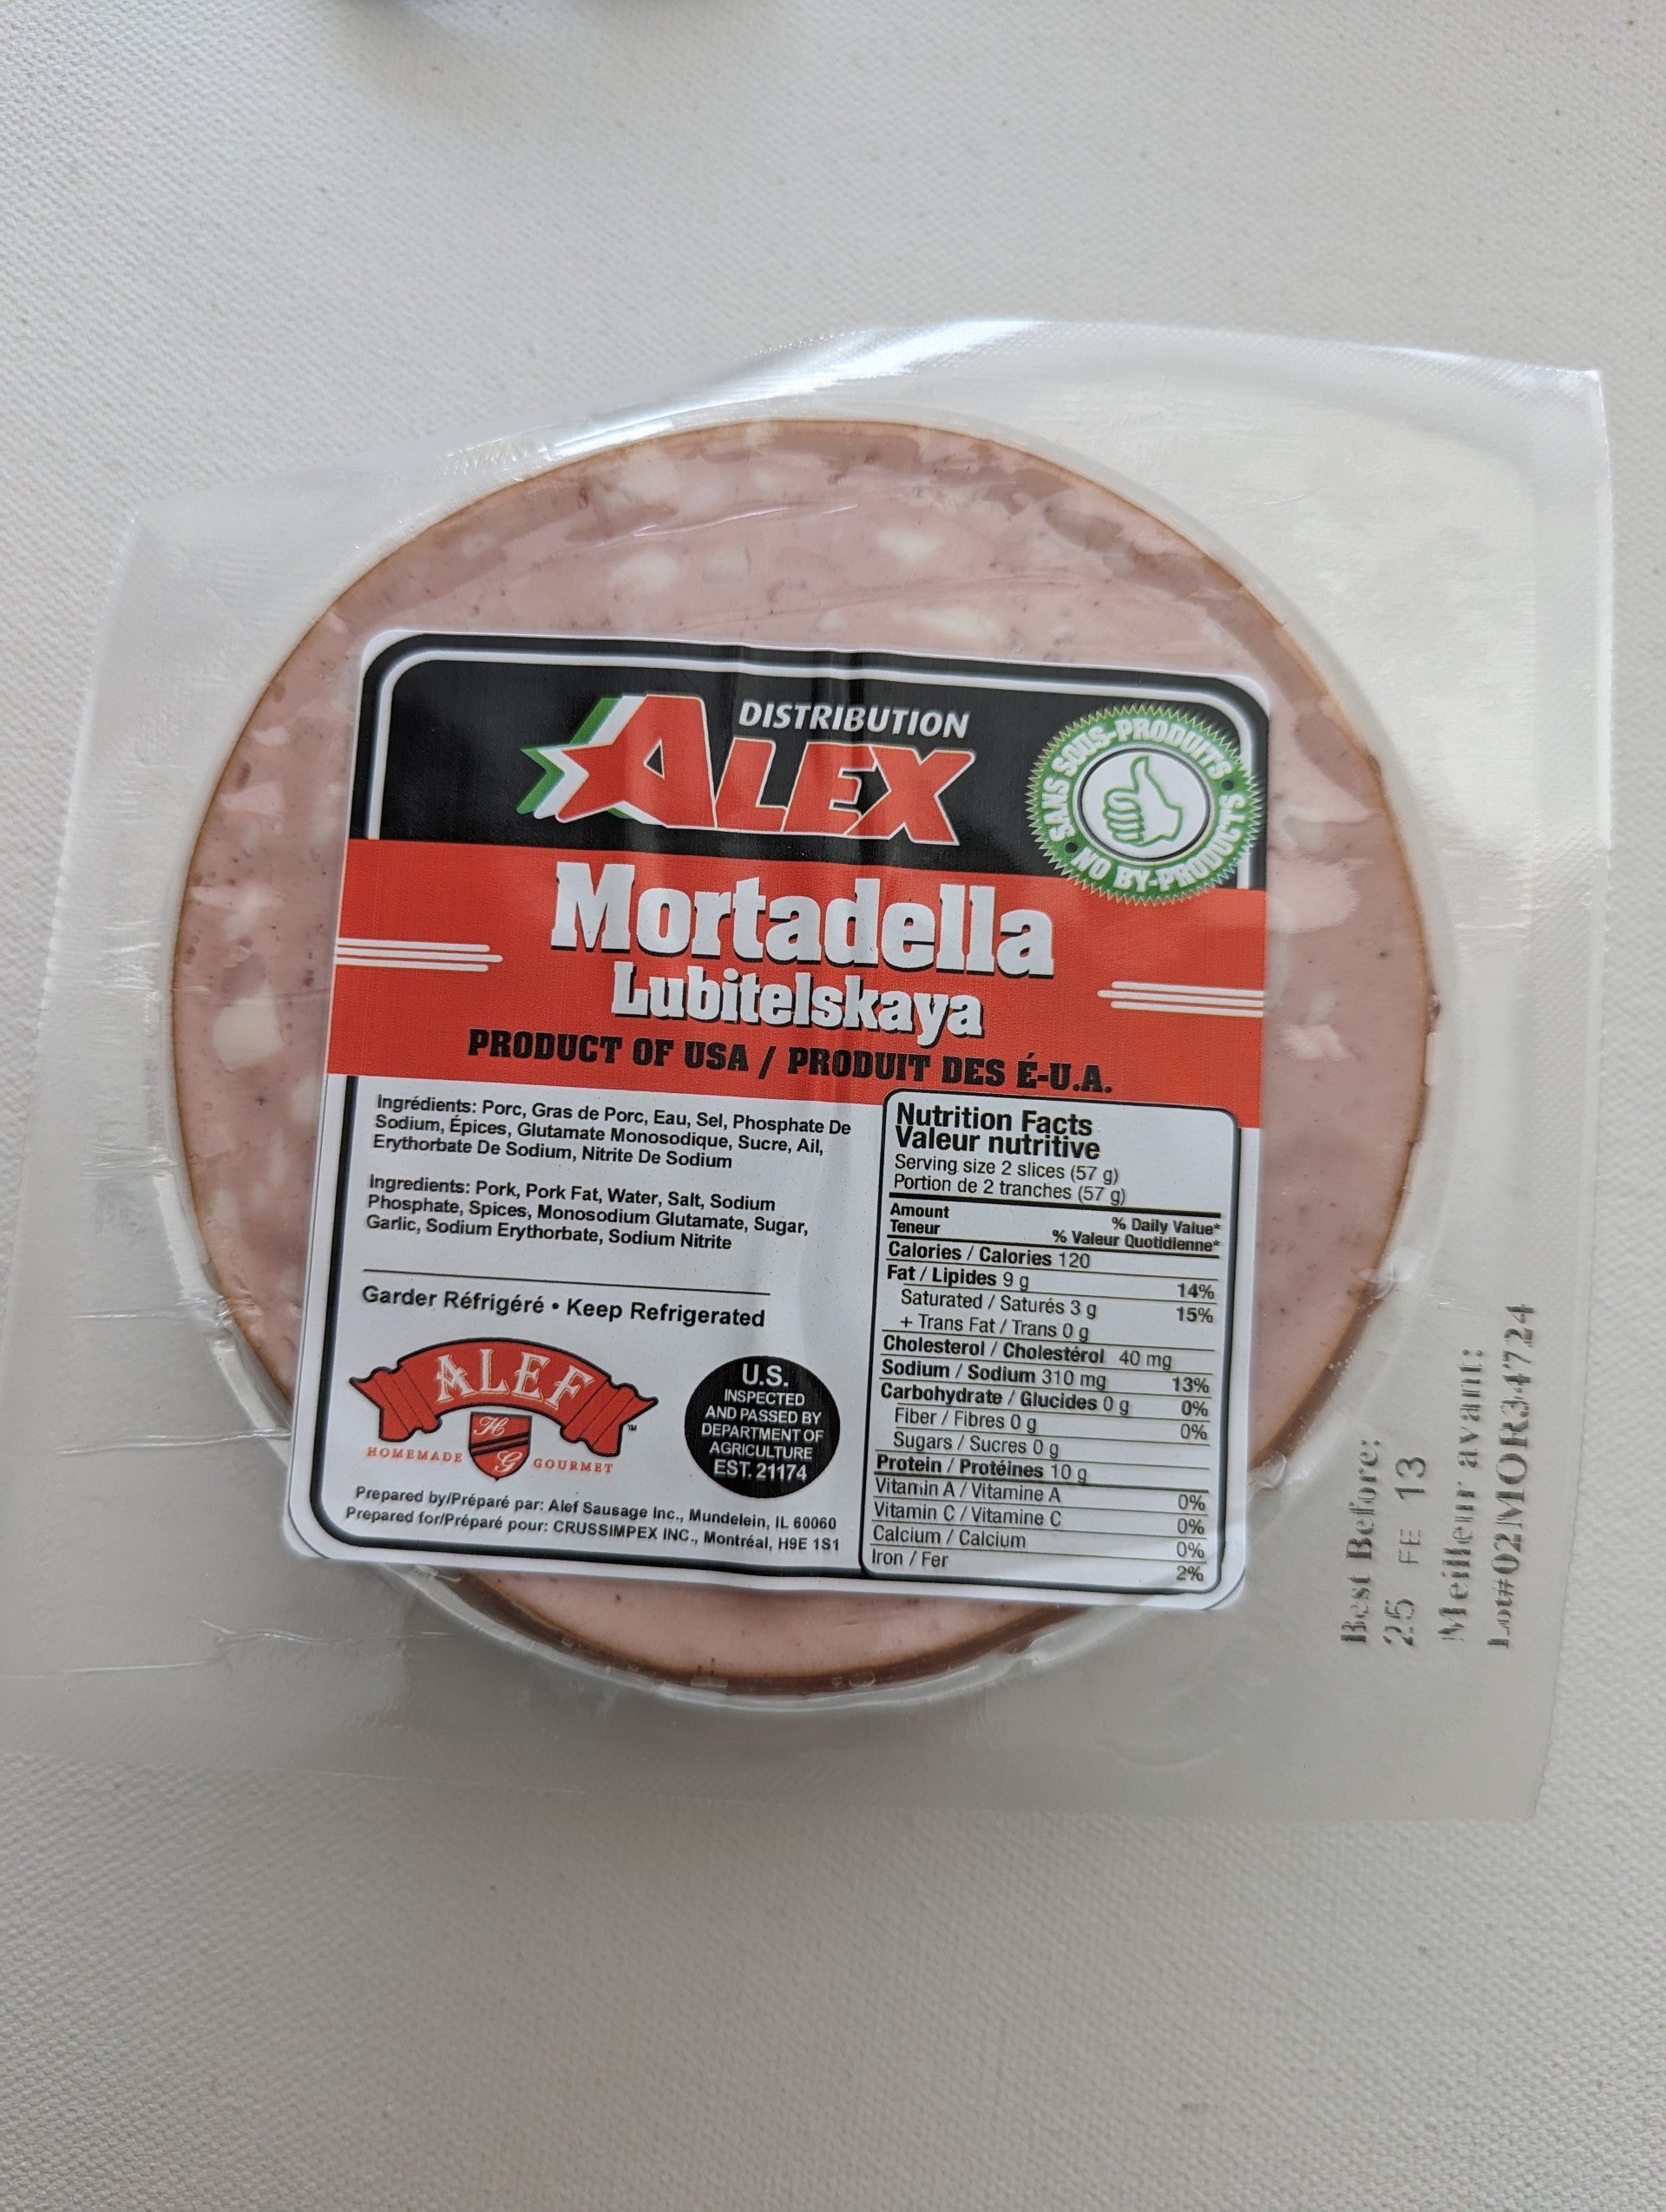 DISTRIBUTION
ALEX
SANS SOUS-PRODUITS
NO BY-PRODUCTS
Mortadella
Lubitelskaya
PRODUCT OF USA / PRODUIT DES É-U.A.
Ingrédients: Porc, Gras de Porc, Eau, Sel, Phosphate De
Sodium, Épices, Glutamate Monosodique, Sucre, Ail,
Erythorbate De Sodium, Nitrite De Sodium
Ingredients: Pork, Pork Fat, Water, Salt, Sodium
Phosphate, Spices, Monosodium Glutamate, Sugar,
Garlic, Sodium Erythorbate, Sodium Nitrite
Garder Réfrigéré • Keep Refrigerated
ALEF
TM
H
G
HOMEMADE GOURMET
U.S.
INSPECTED
AND PASSED BY
DEPARTMENT OF
AGRICULTURE
EST. 21174
Prepared by/Préparé par: Alef Sausage Inc., Mundelein, IL 60060
Prepared for/Préparé pour: CRUSSIMPEX INC., Montréal, H9E 1S1
Nutrition Facts
Valeur nutritive
Serving size 2 slices (57 g)
Portion de 2 tranches (57 g)
Amount % Daily Value*
Teneur % Valeur Quotidienne*
Calories / Calories 120
Fat / Lipides 9 g 14%
Saturated / Saturés 3 g 15%
+ Trans Fat / Trans 0 g
Cholesterol / Cholestérol 40 mg
Sodium / Sodium 310 mg 13%
Carbohydrate / Glucides 0 g 0%
Fiber / Fibres 0 g 0%
Sugars / Sucres 0 g
Protein / Protéines 10 g
Vitamin A / Vitamine A 0%
Vitamin C / Vitamine C 0%
Calcium / Calcium 0%
Iron / Fer 2%
Best Before:
25 FE 13
Meilleur avant:
Lot#02MOR34724